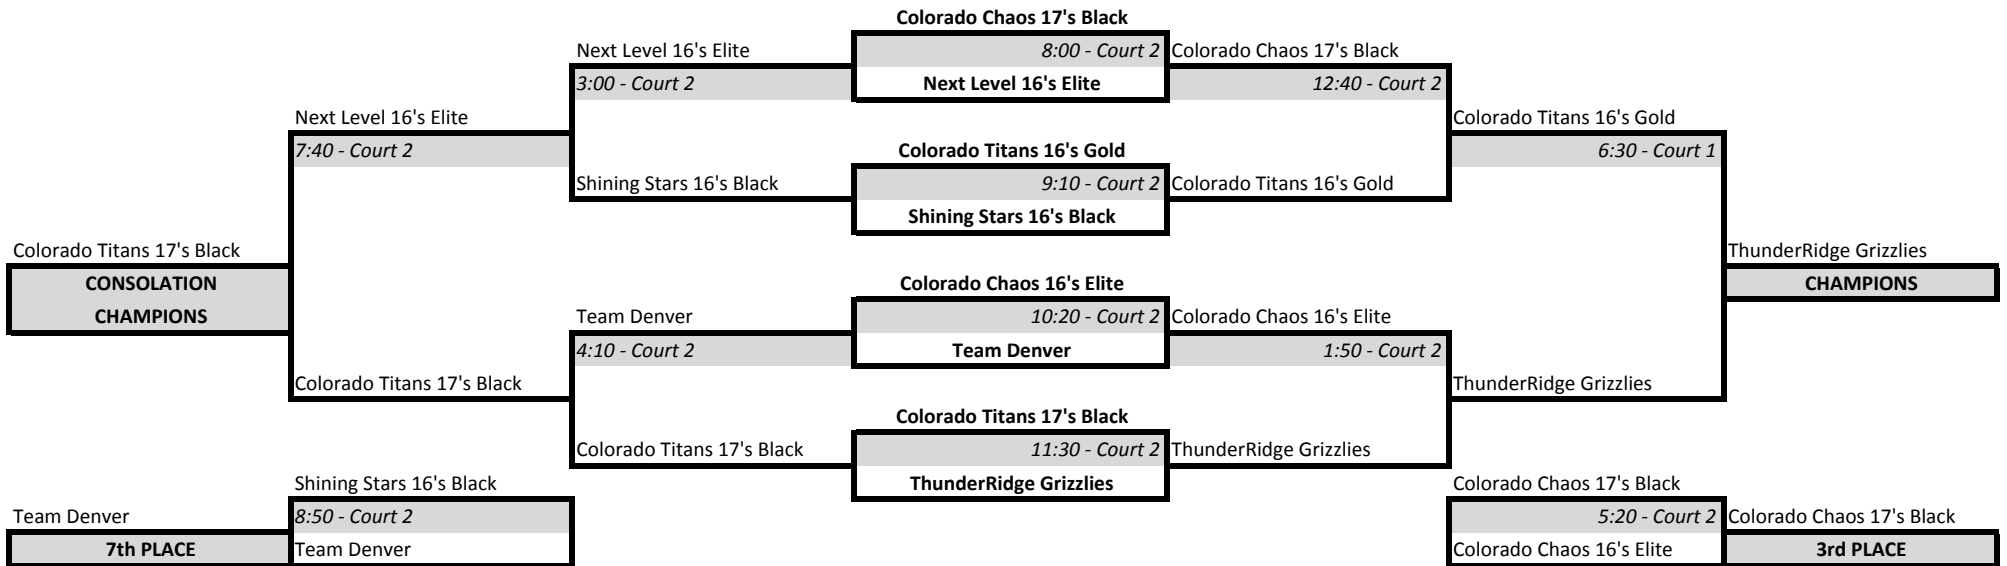 Colorado Chaos 17's Black
Next Level 16's Elite
8:00 - Court 2
Colorado Chaos 17's Black
3:00 - Court 2
Next Level 16's Elite
12:40 - Court 2
Next Level 16's Elite
Colorado Titans 16's Gold
7:40 - Court 2
Colorado Titans 16's Gold
6:30 - Court 1
Shining Stars 16's Black
9:10 - Court 2
Colorado Titans 16's Gold
Shining Stars 16's Black
Colorado Titans 17's Black
ThunderRidge Grizzlies
CONSOLATION
Colorado Chaos 16's Elite
CHAMPIONS
CHAMPIONS
Team Denver
10:20 - Court 2
Colorado Chaos 16's Elite
4:10 - Court 2
Team Denver
1:50 - Court 2
Colorado Titans 17's Black
ThunderRidge Grizzlies
Colorado Titans 17's Black
Colorado Titans 17's Black
11:30 - Court 2
ThunderRidge Grizzlies
Shining Stars 16's Black
ThunderRidge Grizzlies
Colorado Chaos 17's Black
Team Denver
8:50 - Court 2
5:20 - Court 2
Colorado Chaos 17's Black
7th PLACE
Team Denver
Colorado Chaos 16's Elite
3rd PLACE